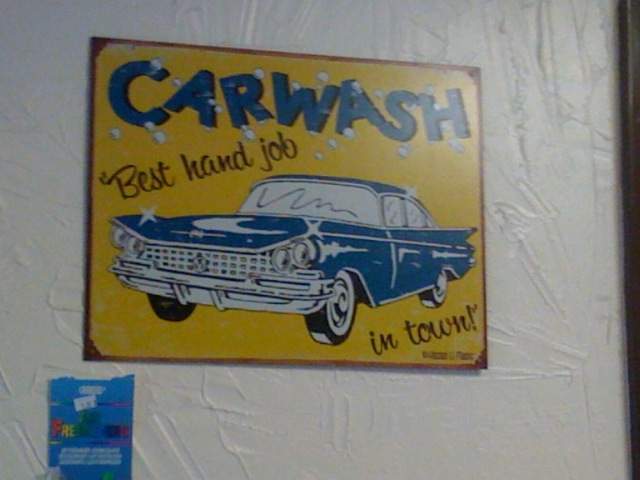 CARWASH
"Best hand job
in town!"